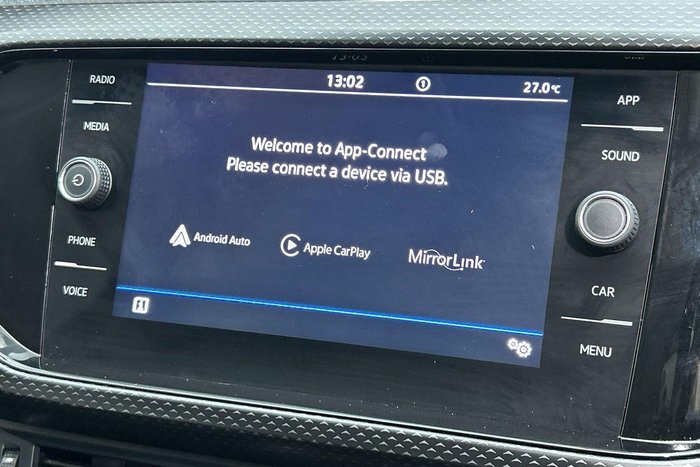 RADIO
MEDIA
PHONE
VOICE
13:02
1
27.0°C
Welcome to App-Connect
Please connect a device via USB.
Android Auto
Apple CarPlay
MirrorLink
APP
SOUND
CAR
MENU